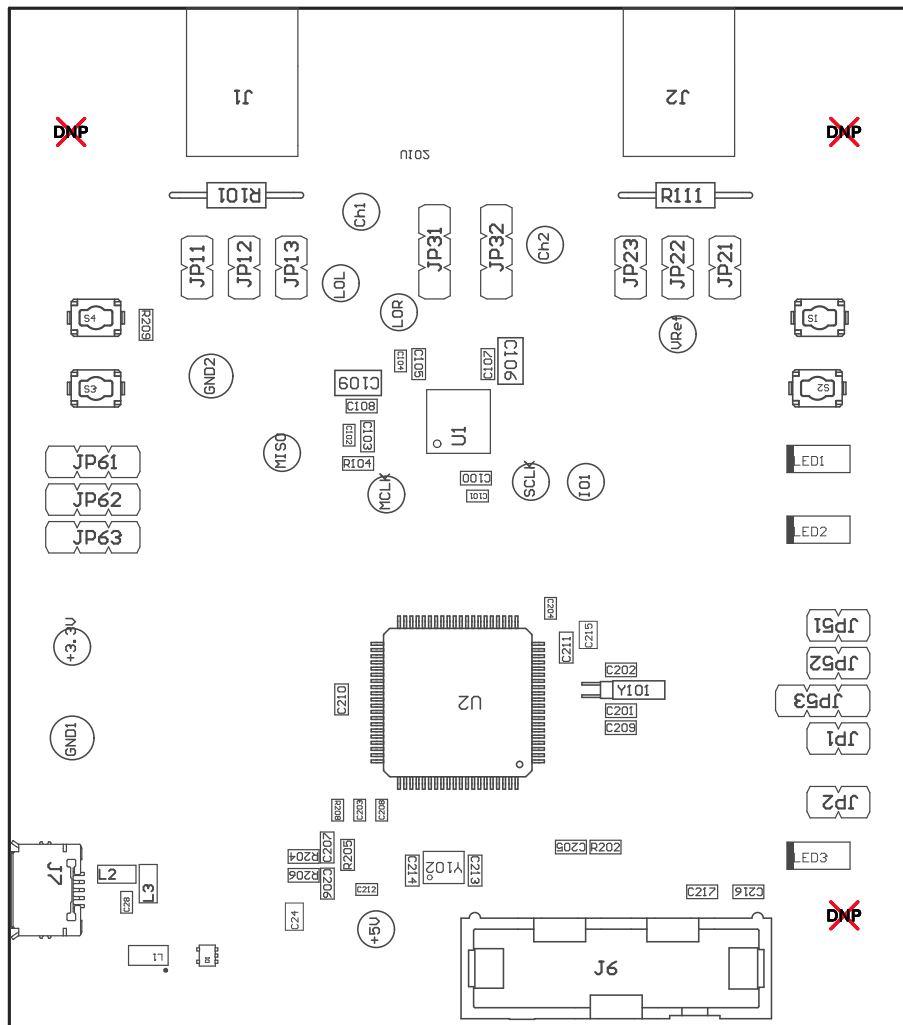 J1
J2
DNP
DNP
U102
R101
R111
Ch1
JP11
JP12
JP13
JP31
JP32
Ch2
JP23
JP22
JP21
LOL
LOR
S4
R209
S1
VRef
GND2
C104
C105
C107
C106
S3
C109
S2
C108
U1
C102
C103
MISO
R104
JP61
LED1
MCLK
C100
SCLK
IO1
C101
JP62
JP63
LED2
C204
+3.3V
C211
C215
JP51
C202
JP52
C210
U2
Y101
JP53
C201
GND1
C209
JP1
R208
C203
C208
JP2
C207
R204
R205
C205
R202
LED3
J7
L2
L3
R206
C206
C214
Y102
C213
C212
C28
C24
C217
C216
+5V
DNP
L1
J6